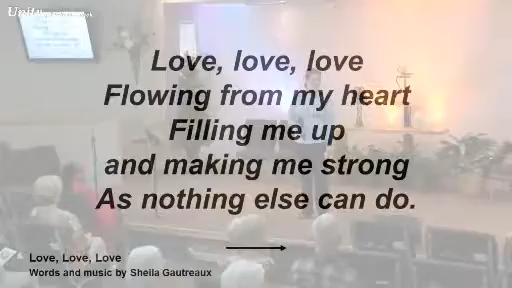 Unity
Love, love, love
Flowing from my heart
Filling me up
and making me strong
As nothing else can do.
Love, Love, Love
Words and music by Sheila Gautreaux